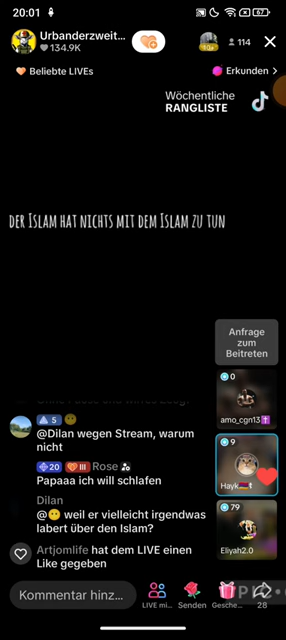 20:01
67
Urbanderzweit...
134.9K
114
Beliebte LIVEs
Erkunden
Wöchentliche
RANGLISTE
DER ISLAM HAT NICHTS MIT DEM ISLAM ZU TUN
Anfrage
zum
Beitreten
0
amo_cgn13
9
Hayk
79
Eliyah2.0
5
@Dilan wegen Stream, warum
nicht
20 III Rose
Papaaa ich will schlafen
Dilan
@😶 weil er vielleicht irgendwas
labert über den Islam?
Artjomlife hat dem LIVE einen
Like gegeben
Kommentar hinz...
LIVE mi...
Senden
Gesche...
28